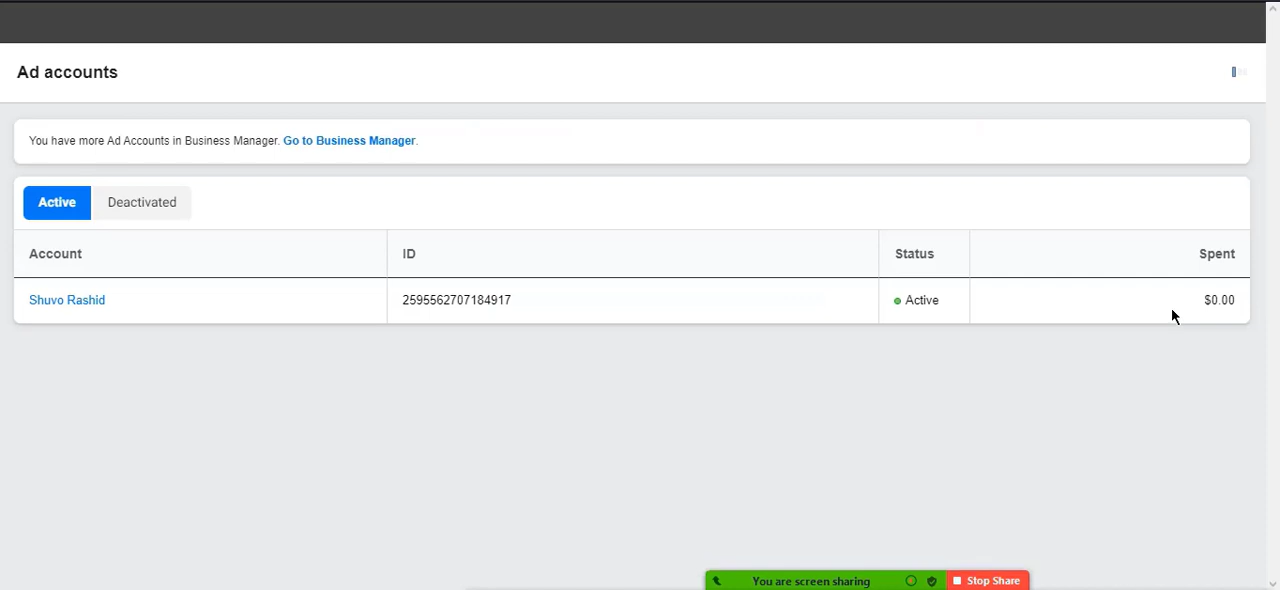 Ad accounts
You have more Ad Accounts in Business Manager. Go to Business Manager.
Active Deactivated
Account ID Status Spent
Shuvo Rashid 2595562707184917 Active $0.00
You are screen sharing Stop Share